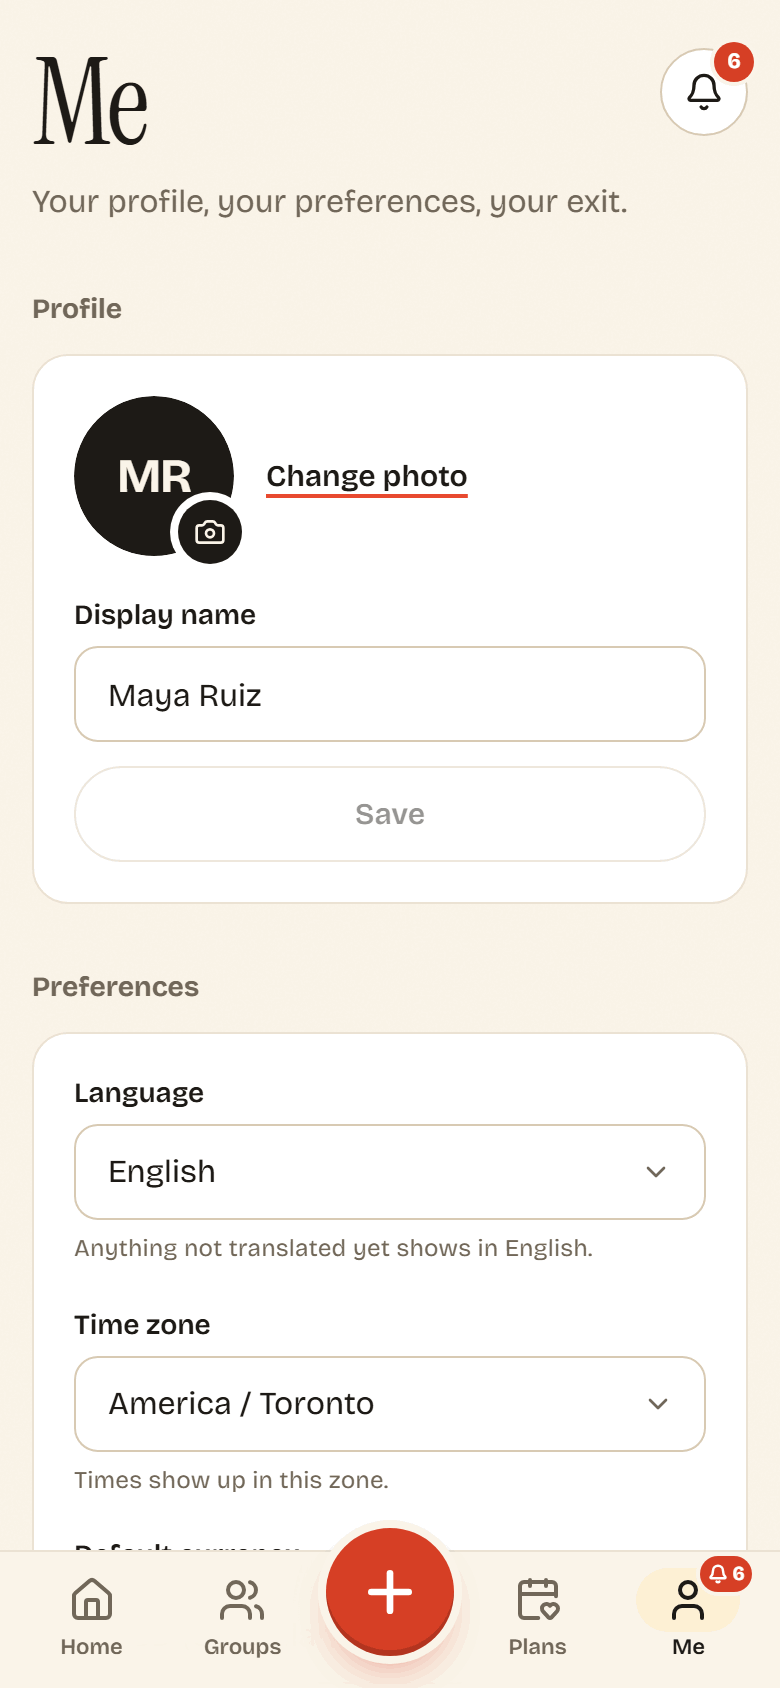 Me
6
Your profile, your preferences, your exit.
Profile
MR
Change photo
Display name
Maya Ruiz
Save
Preferences
Language
English
Anything not translated yet shows in English.
Time zone
America / Toronto
Times show up in this zone.
Default currency
6
Home
Groups
Plans
Me